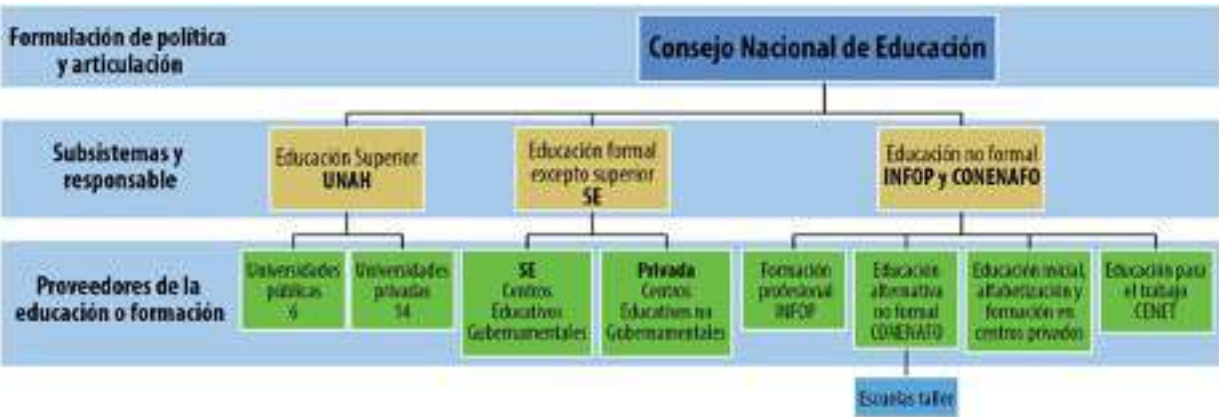 Formulación de política
y articulación
Consejo Nacional de Educación
Subsistemas y
responsable
Educación Superior
UNAH
Educación formal
excepto superior
SE
Educación no formal
INFOP y CONENAFO
Proveedores de la
educación o formación
Universidades
públicas
6
Universidades
privadas
14
SE
Centros
Educativos
Gubernamentales
Privada
Centros
Educativos no
Gubernamentales
Formación
profesional
INFOP
Educación
alternativa
no formal
CONENAFO
Educación inicial,
alfabetización y
formación en
centros privados
Educación para
el trabajo
CENET
Escuelas taller